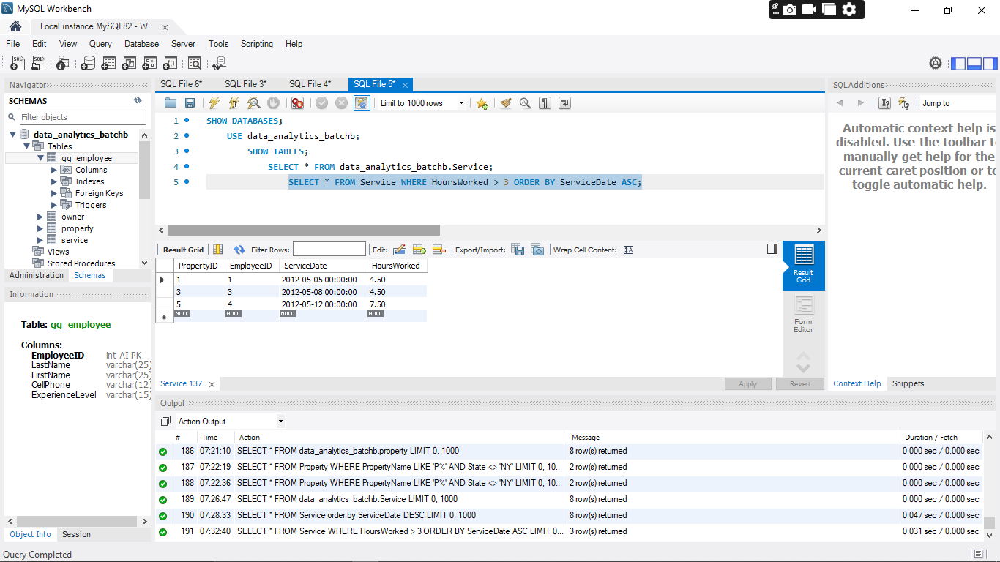 MySQL Workbench
Local instance MySQL82 - W...
File Edit View Query Database Server Tools Scripting Help
Navigator
SCHEMAS
Filter objects
data_analytics_batchb
Tables
gg_employee
Columns
Indexes
Foreign Keys
Triggers
owner
property
service
Views
Stored Procedures
Administration Schemas
Information
Table: gg_employee
Columns:
EmployeeID int AI PK
LastName varchar(25)
FirstName varchar(25)
CellPhone varchar(12)
ExperienceLevel varchar(15)
Object Info Session
SQL File 6* SQL File 3* SQL File 4* SQL File 5*
Limit to 1000 rows
1 SHOW DATABASES;
2 USE data_analytics_batchb;
3 SHOW TABLES;
4 SELECT * FROM data_analytics_batchb.Service;
5 SELECT * FROM Service WHERE HoursWorked > 3 ORDER BY ServiceDate ASC;
Result Grid Filter Rows: Edit: Export/Import: Wrap Cell Content:
PropertyID EmployeeID ServiceDate HoursWorked
1 1 2012-05-05 00:00:00 4.50
3 3 2012-05-08 00:00:00 4.50
5 4 2012-05-12 00:00:00 7.50
NULL NULL NULL NULL
Result
Grid
Form
Editor
Service 137
Apply Revert
SQLAdditions
Jump to
Automatic context help is
disabled. Use the toolbar t
manually get help for the
current caret position or to
toggle automatic help.
Context Help Snippets
Output
Action Output
# Time Action Message Duration / Fetch
186 07:21:10 SELECT * FROM data_analytics_batchb.property LIMIT 0, 1000 8 row(s) returned 0.000 sec / 0.000 sec
187 07:22:19 SELECT * FROM Property WHERE PropertyName LIKE 'P%' AND State <> 'NY' LIMIT 0, 10... 2 row(s) returned 0.000 sec / 0.000 sec
188 07:22:36 SELECT * FROM Property WHERE PropertyName LIKE 'P%' AND State <> 'NY' LIMIT 0, 10... 2 row(s) returned 0.000 sec / 0.000 sec
189 07:26:47 SELECT * FROM data_analytics_batchb.Service LIMIT 0, 1000 8 row(s) returned 0.000 sec / 0.000 sec
190 07:28:33 SELECT * FROM Service order by ServiceDate DESC LIMIT 0, 1000 8 row(s) returned 0.047 sec / 0.000 sec
191 07:32:40 SELECT * FROM Service WHERE HoursWorked > 3 ORDER BY ServiceDate ASC LIMIT 0... 3 row(s) returned 0.031 sec / 0.000 sec
Query Completed